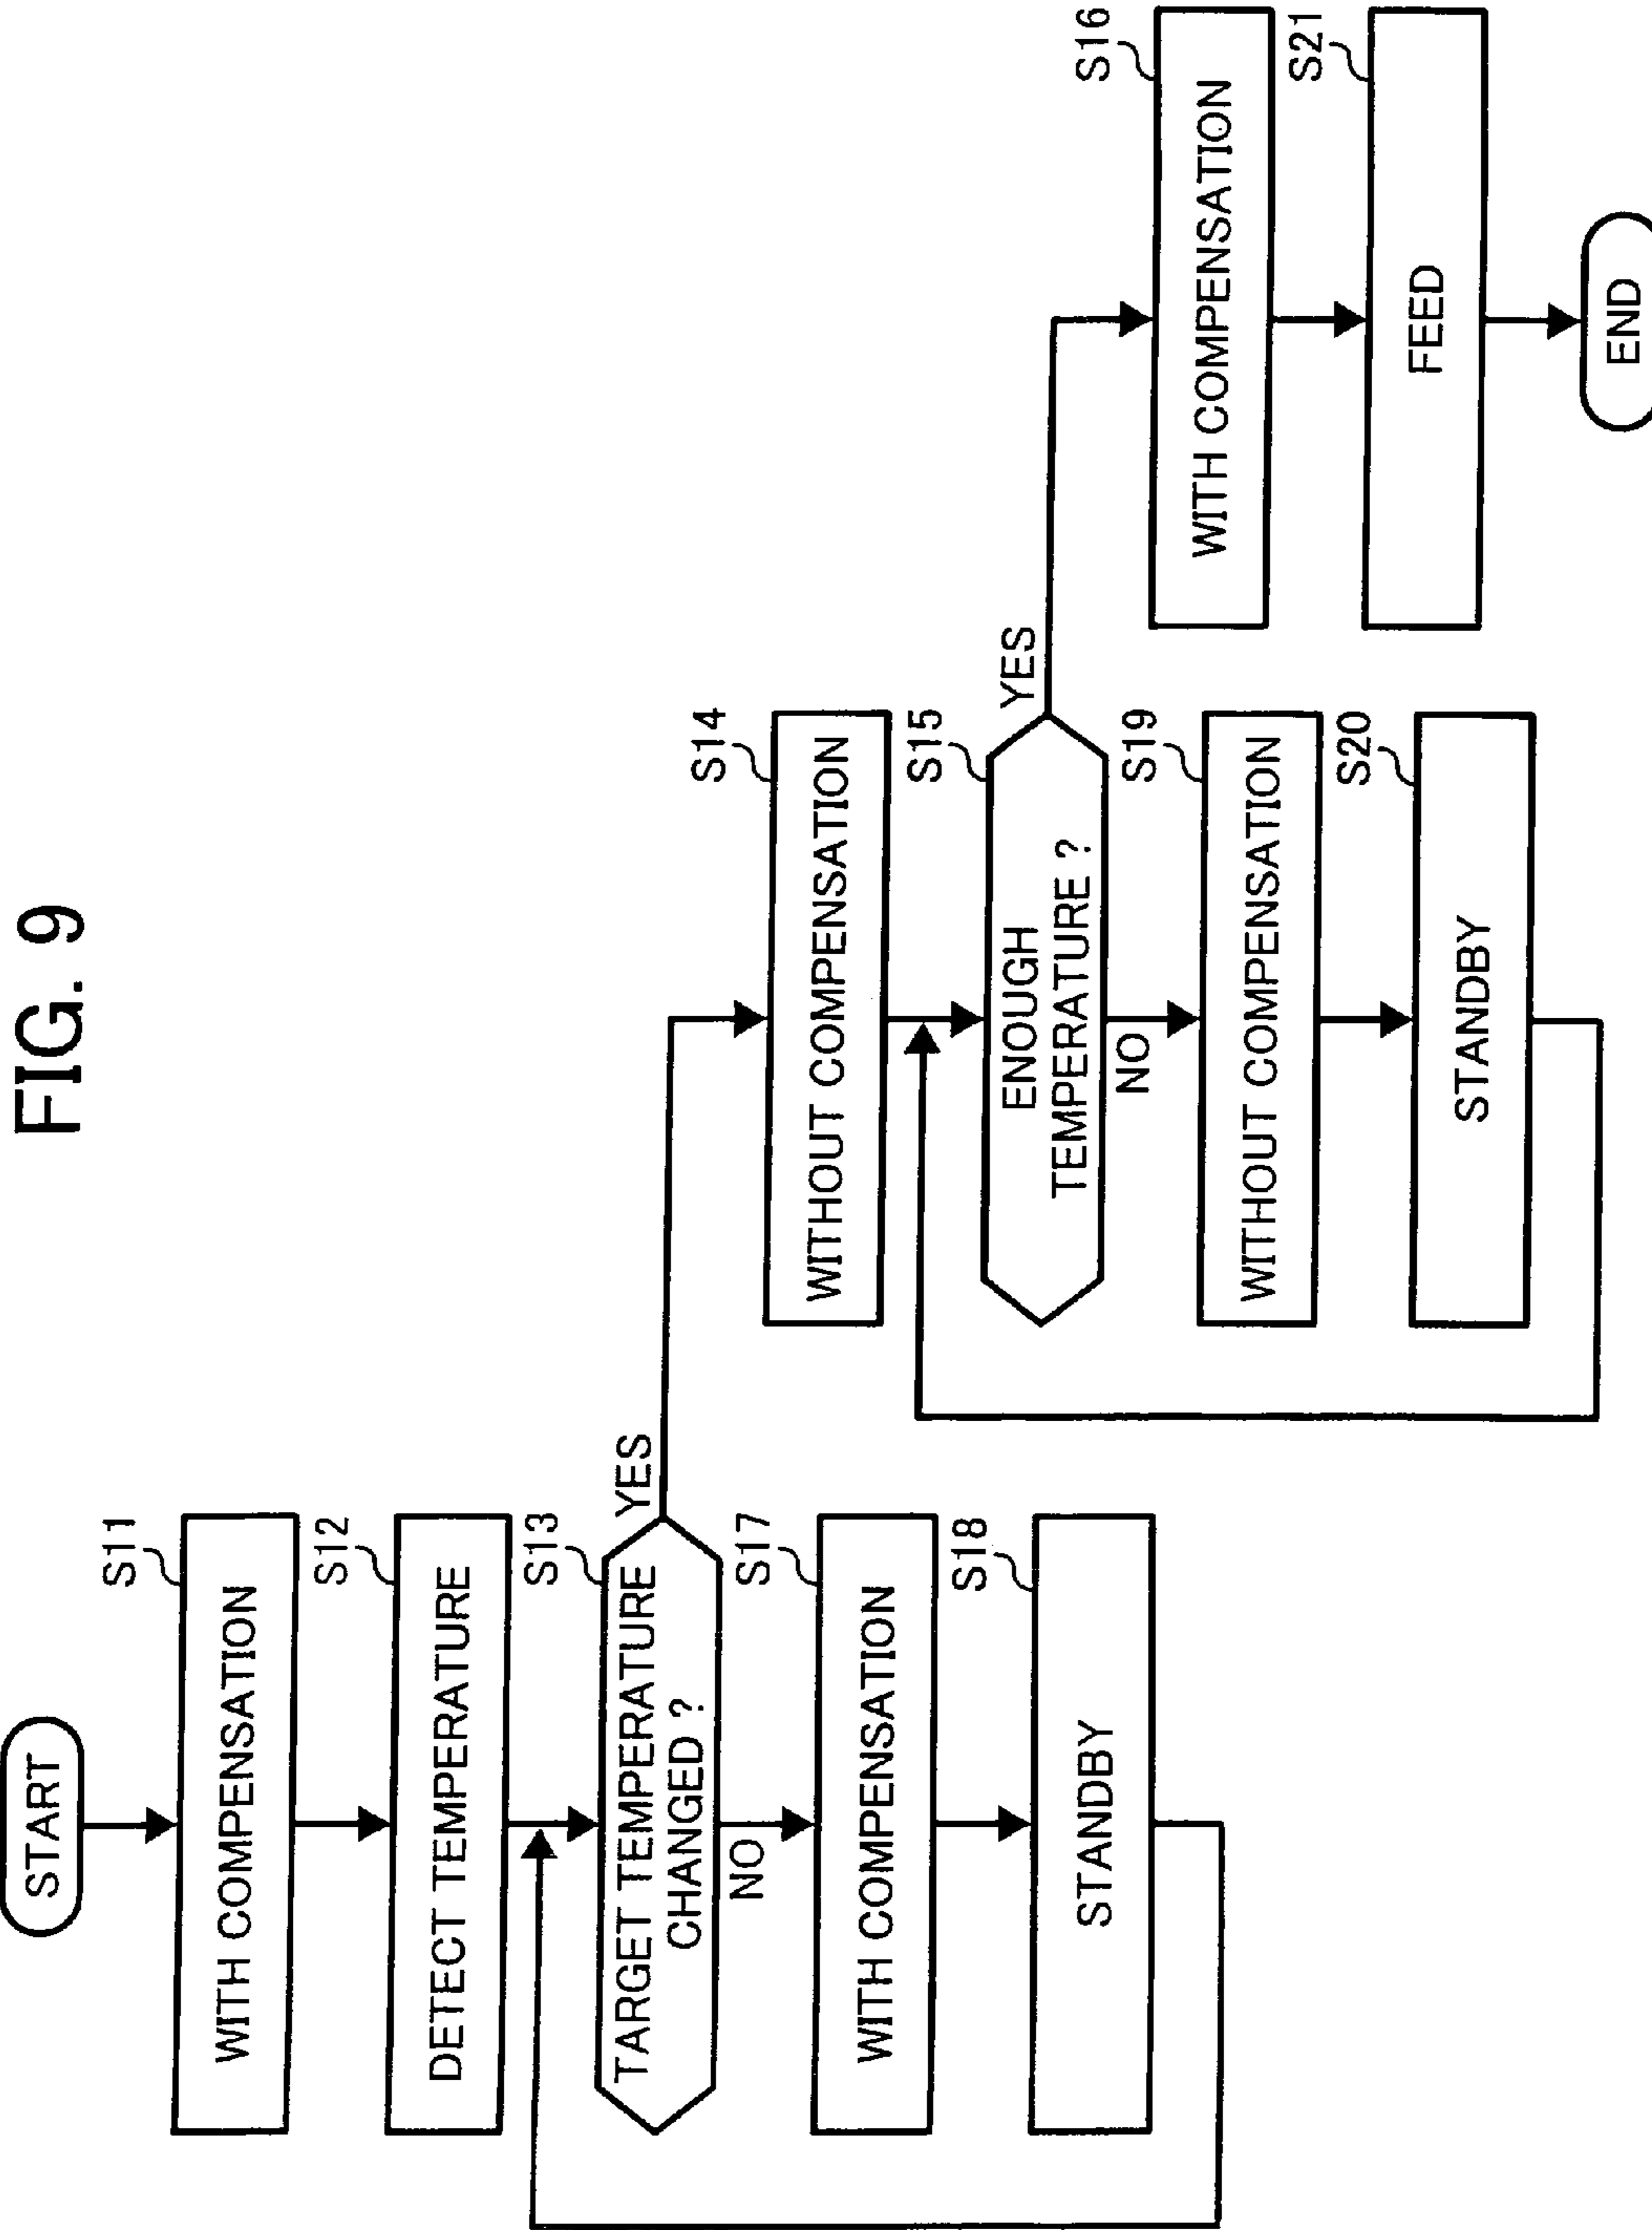 FIG. 9
START
S11
WITH COMPENSATION
S12
DETECT TEMPERATURE
S13
TARGET TEMPERATURE
CHANGED ?
YES
NO
S17
WITH COMPENSATION
S18
STANDBY
S14
WITHOUT COMPENSATION
S15
ENOUGH
TEMPERATURE ?
YES
NO
S19
WITHOUT COMPENSATION
S20
STANDBY
S16
WITH COMPENSATION
S21
FEED
END